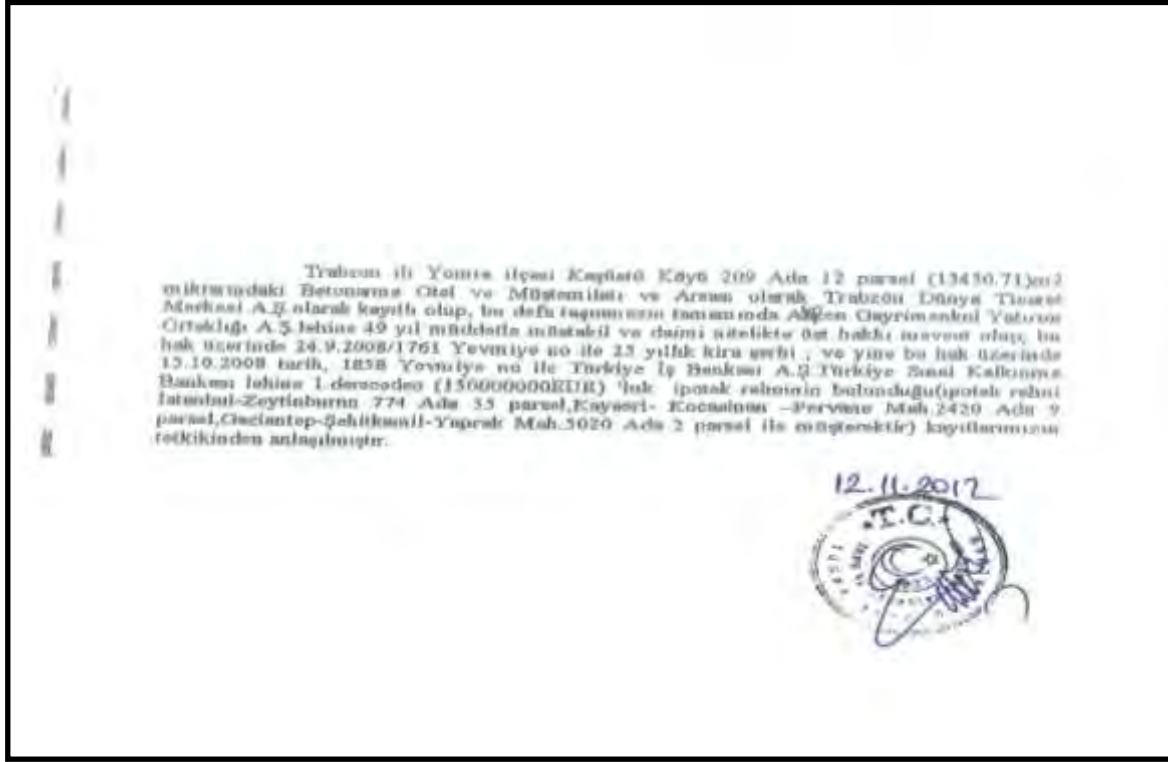 Trabzon ili Yomra ilçesi Kaşüstü Köyü 209 Ada 12 parsel (13450.71)m2
miktarındaki Betonarme Otel ve Müştemilatı ve Arsası olarak Trabzon Dünya Ticaret
Merkezi A.Ş.olarak kayıtlı olup, bu defa taşınmazın tamamında Akfen Gayrimenkul Yatırım
Ortaklığı A.Ş.lehine 49 yıl müddetle müstakil ve daimi nitelikte üst hakkı mevcut olup, bu
hak üzerinde 24.9.2008/1761 Yevmiye no ile 25 yıllık kira şerhi , ve yine bu hak üzerinde
15.10.2008 tarih, 1858 Yevmiye no ile Türkiye İş Bankası A.Ş Türkiye Sınai Kalkınma
Bankası lehine 1.dereceden (150000000EUR) 'luk ipotek rehninin bulunduğu(ipotek rehni
İstanbul-Zeytinburnu 774 Ada 55 parsel,Kayseri- Kocasinan –Pervane Mah.2420 Ada 9
parsel,Gaziantep-Şehitkamil-Yaprak Mah.5020 Ada 2 parsel ile müşterektir) kayıtlarımızın
tetkikinden anlaşılmıştır.
12.11.2012
T.C.